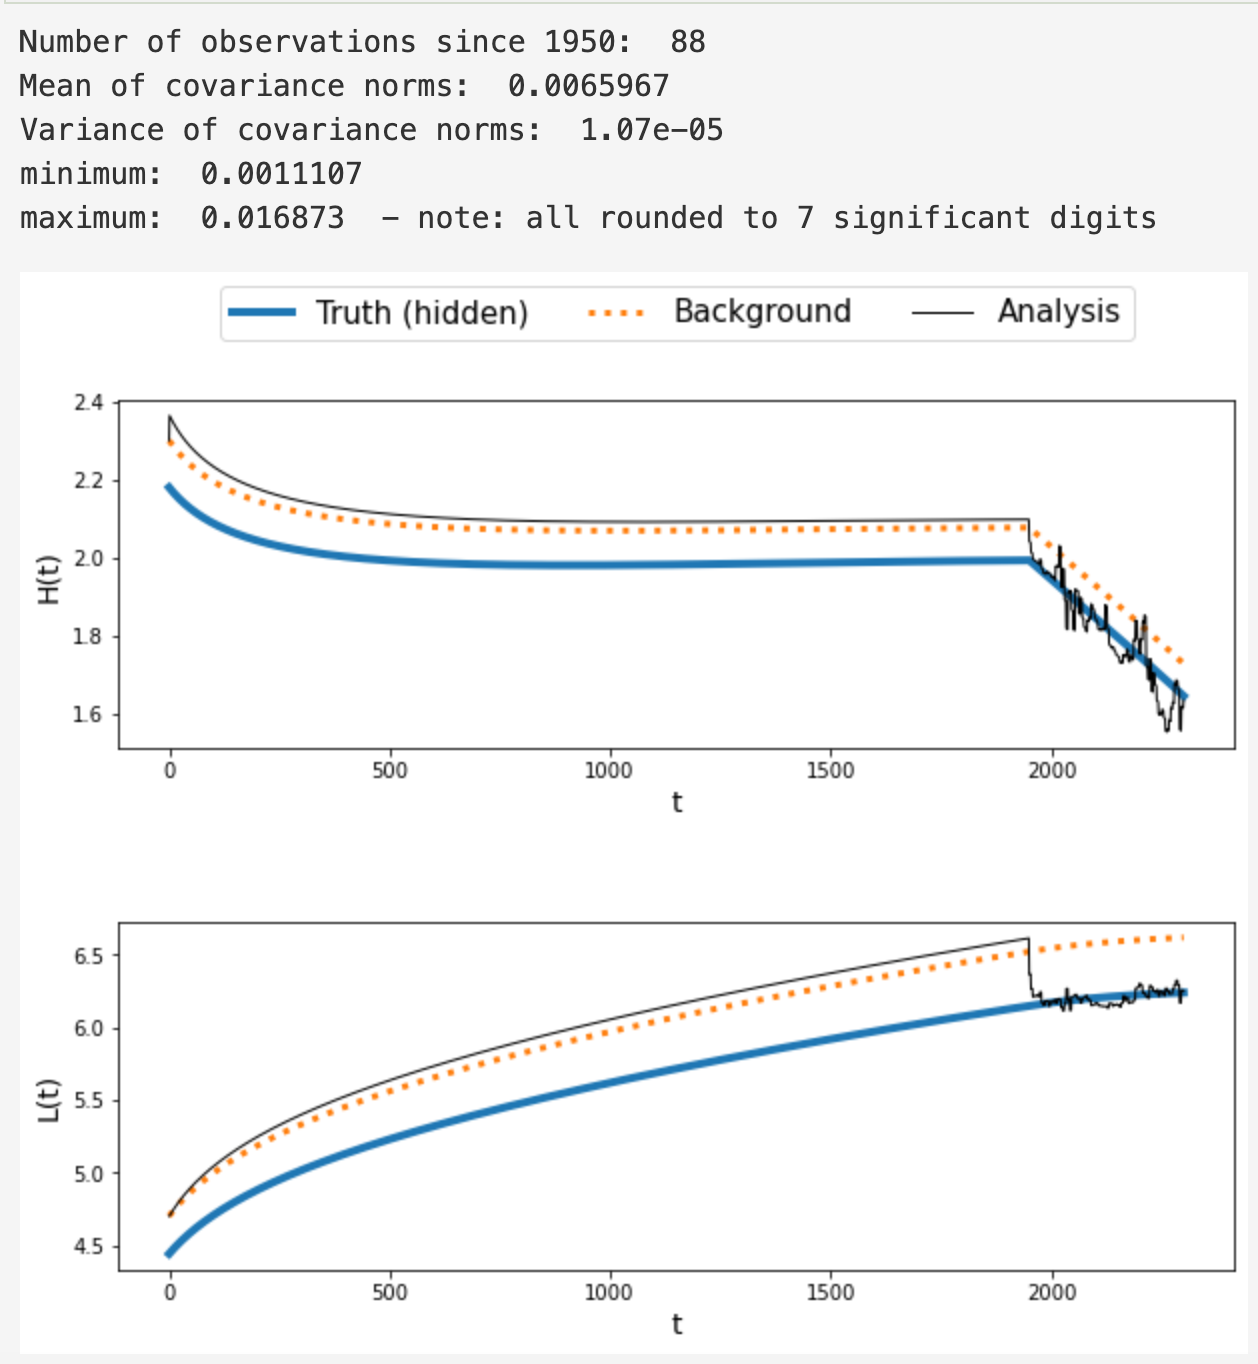 Number of observations since 1950:  88
Mean of covariance norms:  0.0065967
Variance of covariance norms:  1.07e-05
minimum:  0.0011107
maximum:  0.016873  - note: all rounded to 7 significant digits
Truth (hidden) Background Analysis
2.4
2.2
2.0
1.8
1.6
H(t)
0 500 1000 1500 2000
t
6.5
6.0
5.5
5.0
4.5
L(t)
0 500 1000 1500 2000
t